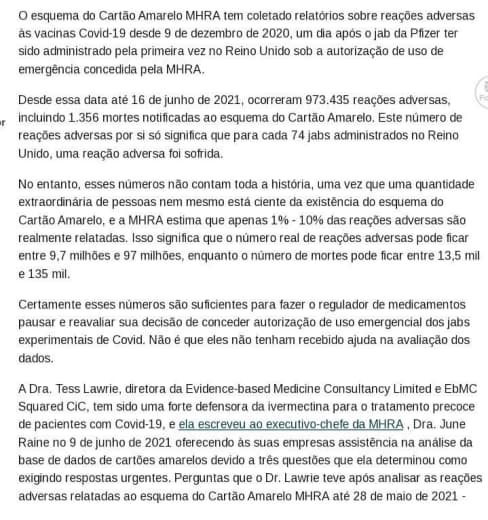 O esquema do Cartão Amarelo MHRA tem coletado relatórios sobre reações adversas
às vacinas Covid-19 desde 9 de dezembro de 2020, um dia após o jab da Pfizer ter
sido administrado pela primeira vez no Reino Unido sob a autorização de uso de
emergência concedida pela MHRA.
Desde essa data até 16 de junho de 2021, ocorreram 973.435 reações adversas,
incluindo 1.356 mortes notificadas ao esquema do Cartão Amarelo. Este número de
reações adversas por si só significa que para cada 74 jabs administrados no Reino
Unido, uma reação adversa foi sofrida.
No entanto, esses números não contam toda a história, uma vez que uma quantidade
extraordinária de pessoas nem mesmo está ciente da existência do esquema do
Cartão Amarelo, e a MHRA estima que apenas 1% - 10% das reações adversas são
realmente relatadas. Isso significa que o número real de reações adversas pode ficar
entre 9,7 milhões e 97 milhões, enquanto o número de mortes pode ficar entre 13,5 mil
e 135 mil.
Certamente esses números são suficientes para fazer o regulador de medicamentos
pausar e reavaliar sua decisão de conceder autorização de uso emergencial dos jabs
experimentais de Covid. Não é que eles não tenham recebido ajuda na avaliação dos
dados.
A Dra. Tess Lawrie, diretora da Evidence-based Medicine Consultancy Limited e EbMC
Squared CiC, tem sido uma forte defensora da ivermectina para o tratamento precoce
de pacientes com Covid-19, e ela escreveu ao executivo-chefe da MHRA , Dra. June
Raine no 9 de junho de 2021 oferecendo às suas empresas assistência na análise da
base de dados de cartões amarelos devido a três questões que ela determinou como
exigindo respostas urgentes. Perguntas que o Dr. Lawrie teve após analisar as reações
adversas relatadas ao esquema do Cartão Amarelo MHRA até 28 de maio de 2021 -